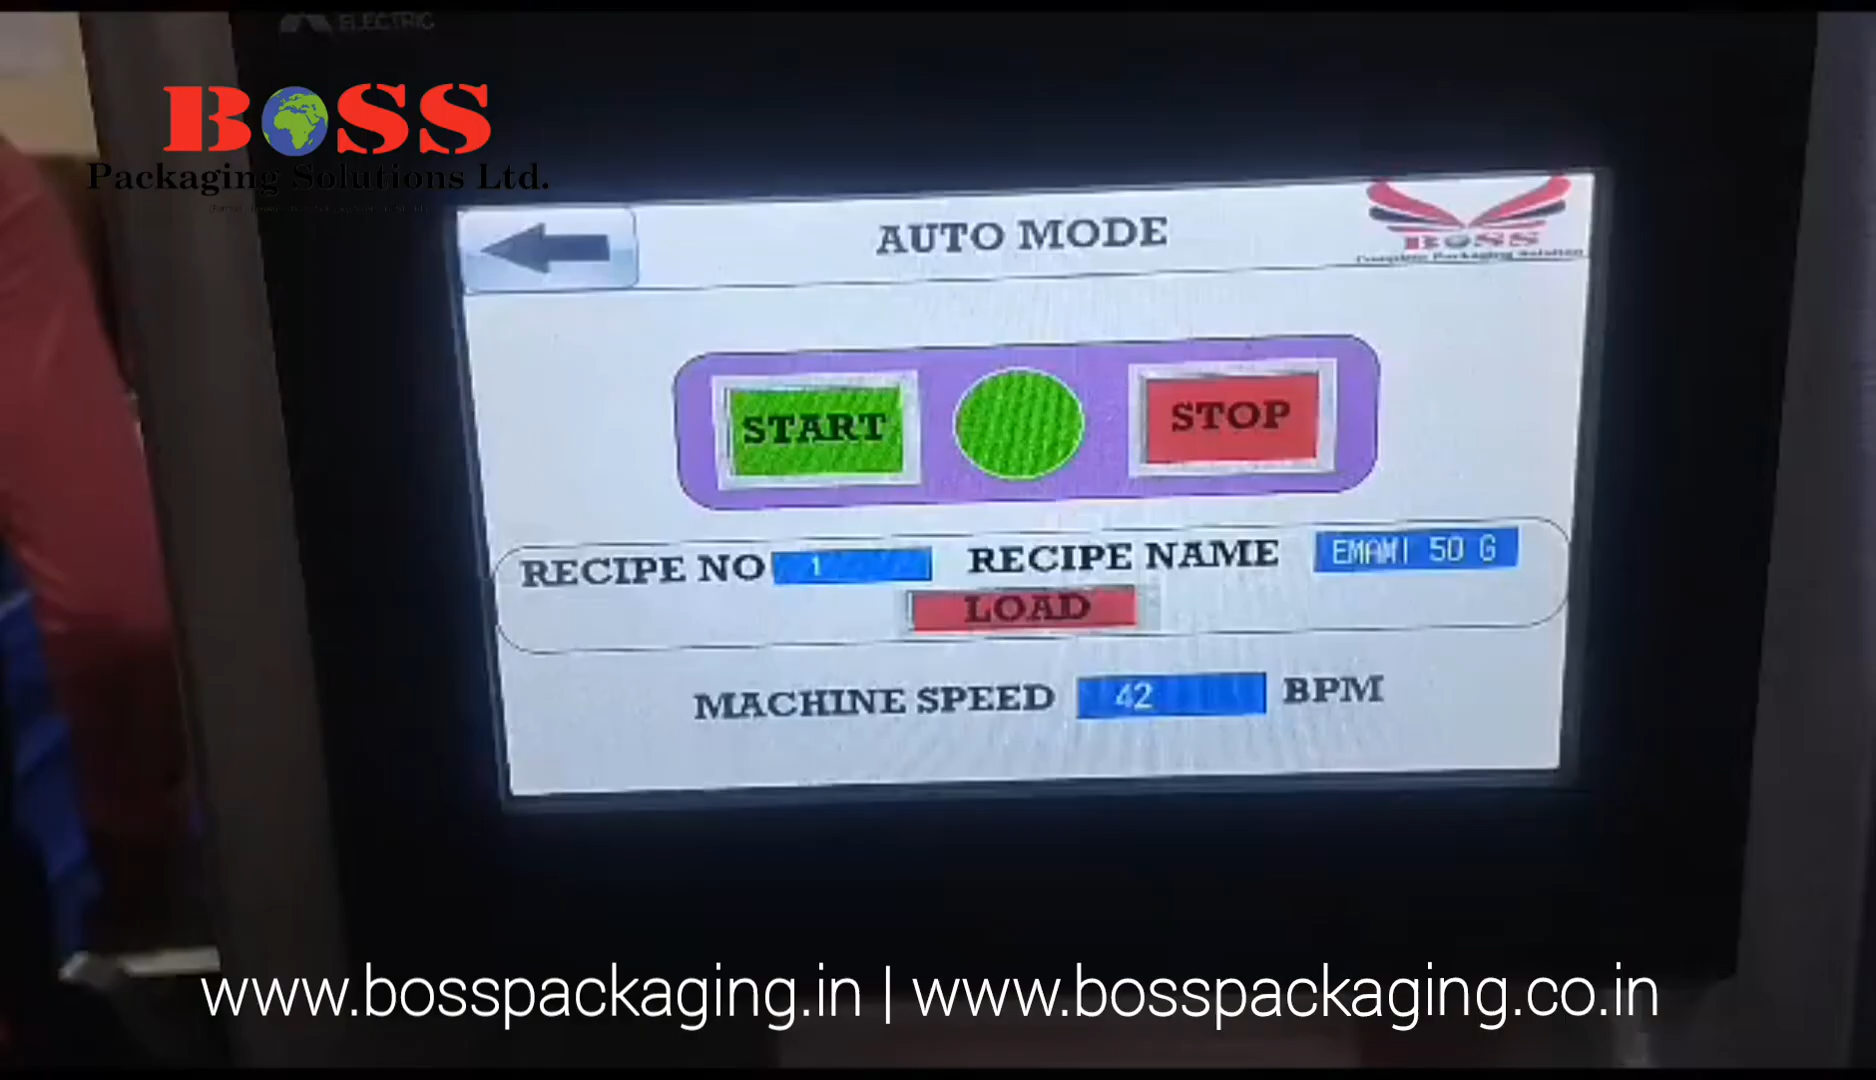 ELECTRIC
BOSS
Packaging Solutions Ltd.
AUTO MODE
BOSS
Complete Packaging Solution
START
STOP
RECIPE NO 1 RECIPE NAME EMAMI 50 G
LOAD
MACHINE SPEED 42 BPM
www.bosspackaging.in | www.bosspackaging.co.in